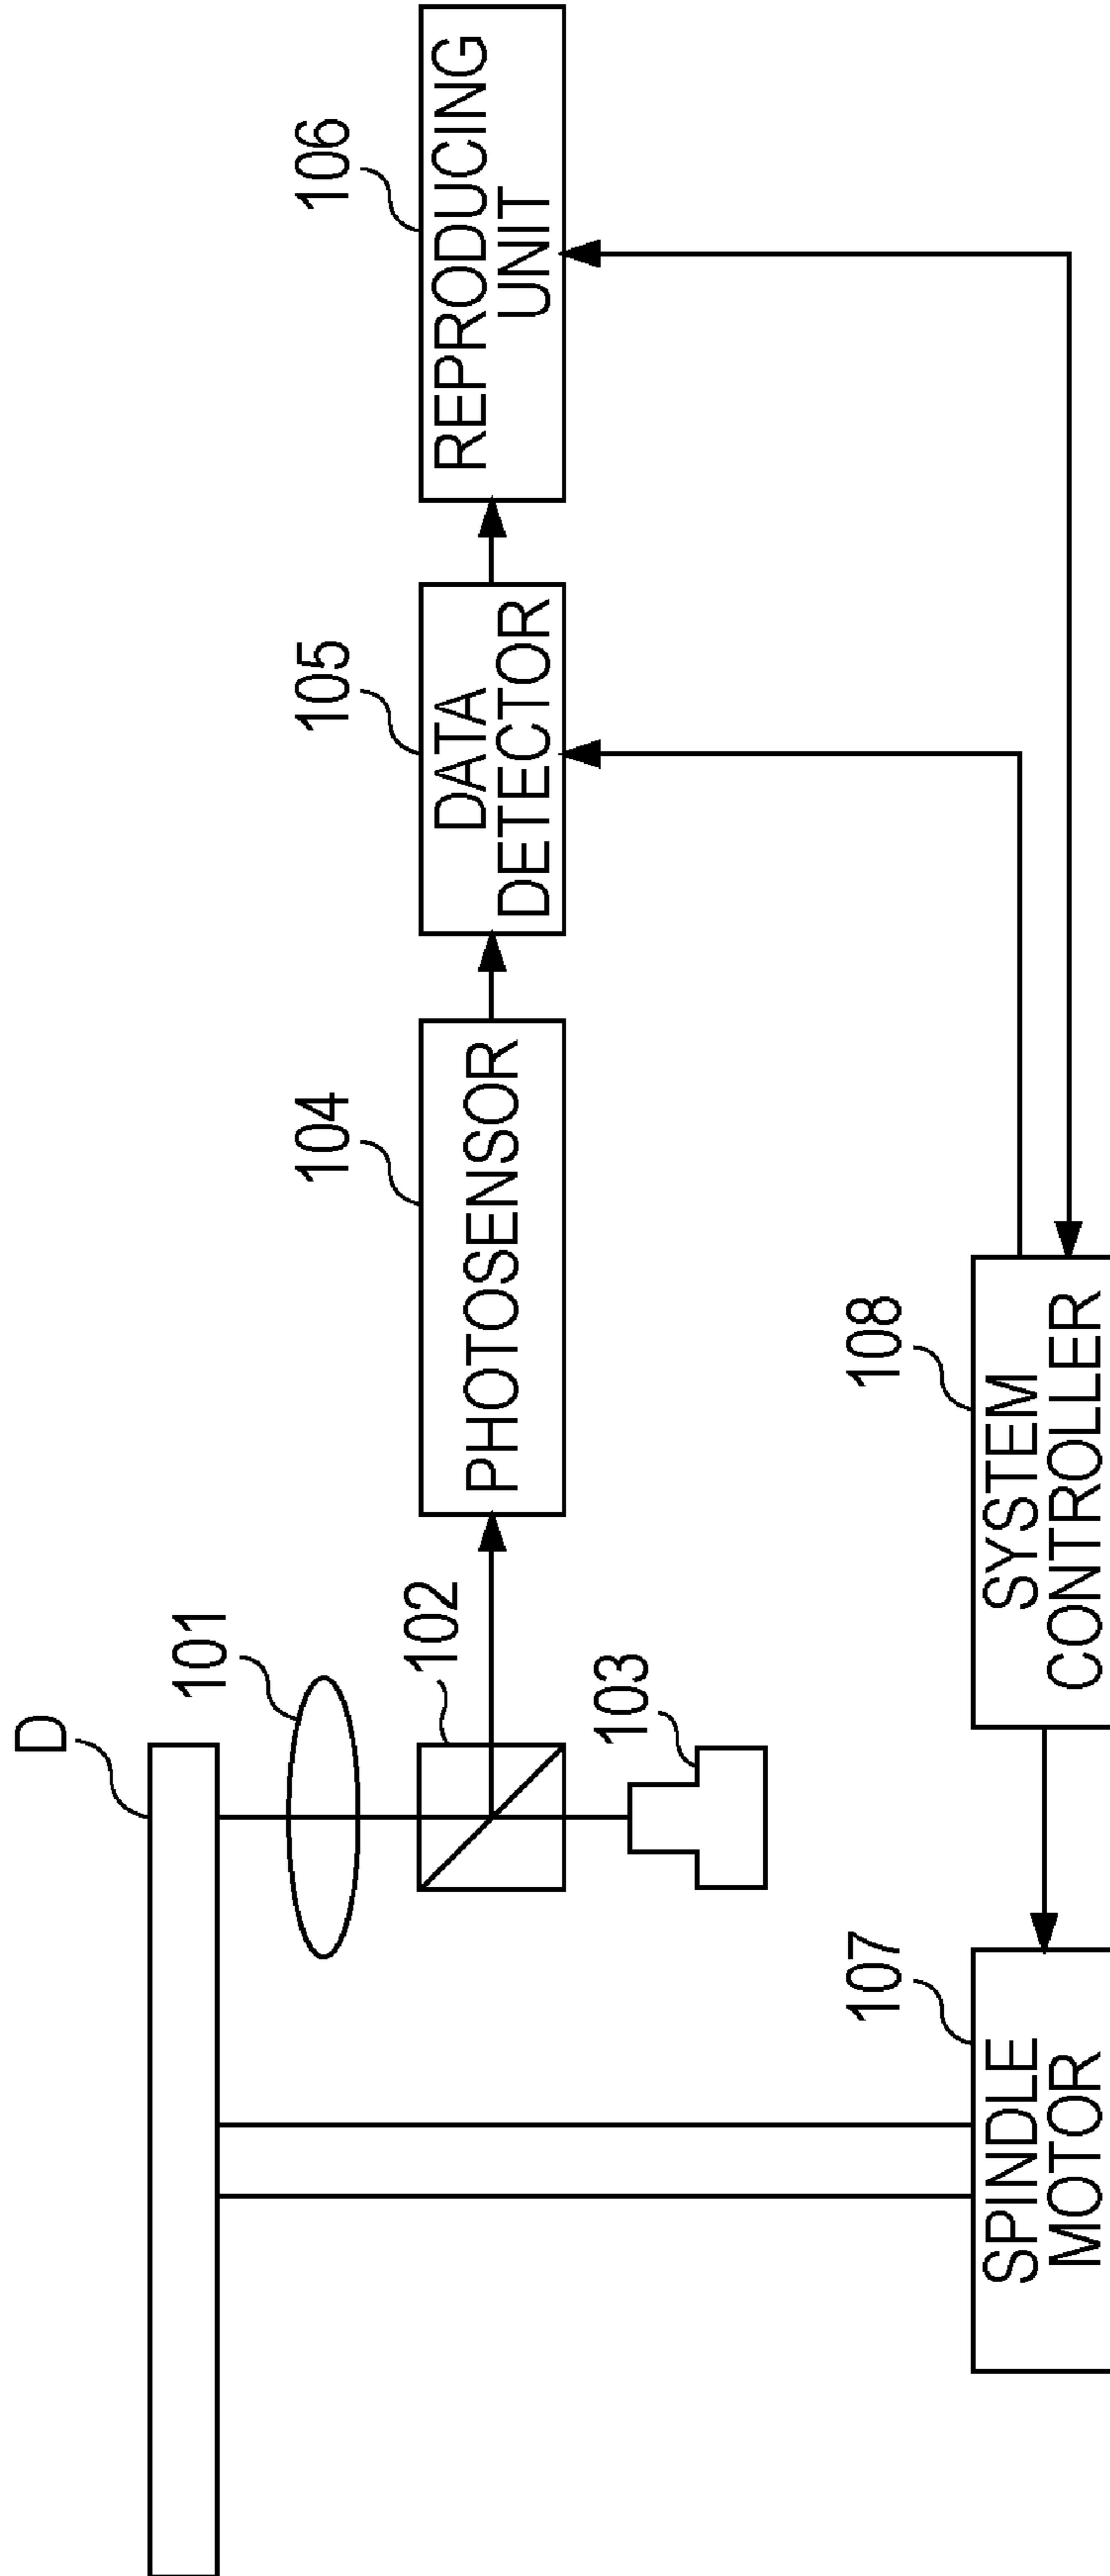 D
101
102
103
104
PHOTOSENSOR
105
DATA
DETECTOR
106
REPRODUCING
UNIT
107
SPINDLE
MOTOR
108
SYSTEM
CONTROLLER